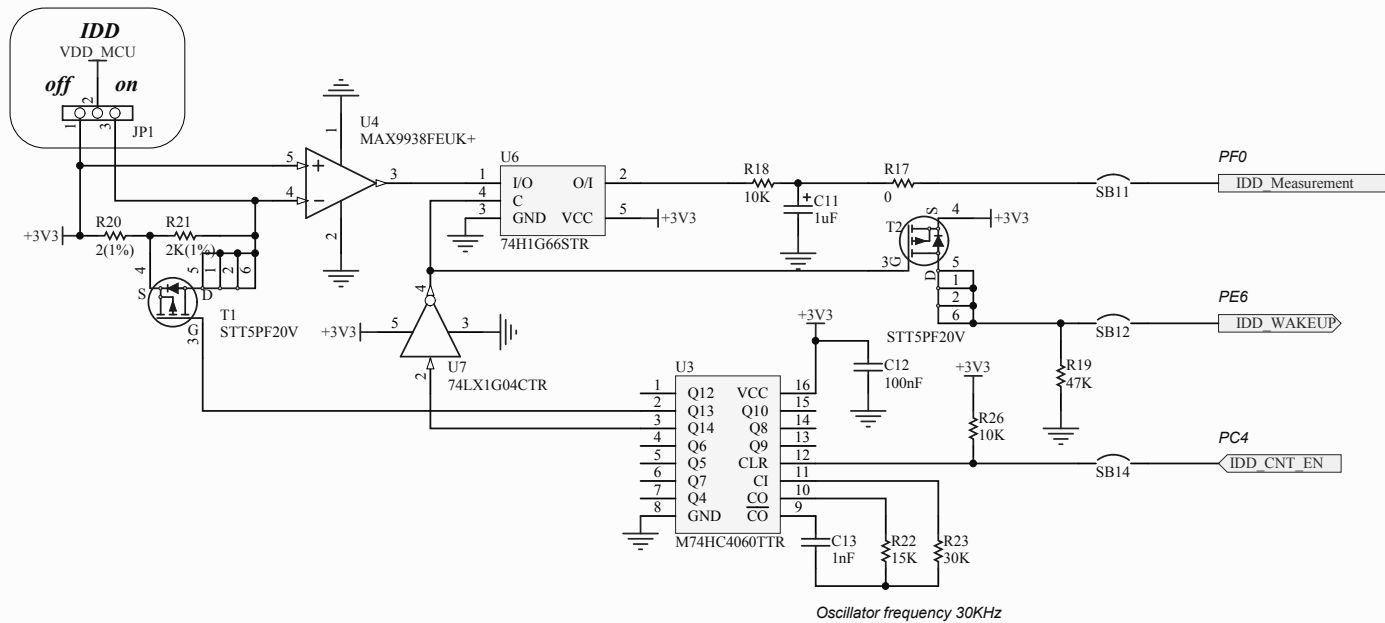 IDD
VDD_MCU
off
on
2
1
3
JP1
U4
MAX9938FEUK+
1
5
+
4
-
3
2
U6
1
I/O
O/I
2
4
C
3
GND
VCC
5
+3V3
74H1G66STR
R18
10K
C11
+
1uF
R17
0
SB11
PF0
IDD_Measurement
+3V3
R20
2(1%)
R21
2K(1%)
4
5
1
2
6
S
D
G
3
T1
STT5PF20V
T2
S
4
+3V3
3
G
D
5
1
2
6
STT5PF20V
SB12
PE6
IDD_WAKEUP
R19
47K
+3V3
5
4
3
2
U7
74LX1G04CTR
+3V3
C12
100nF
+3V3
R26
10K
U3
1
Q12
VCC
16
2
Q13
Q10
15
3
Q14
Q8
14
4
Q6
Q9
13
5
Q5
CLR
12
6
Q7
CI
11
7
Q4
CO
10
8
GND
CO
9
M74HC4060TTR
SB14
PC4
IDD_CNT_EN
C13
1nF
R22
15K
R23
30K
Oscillator frequency 30KHz